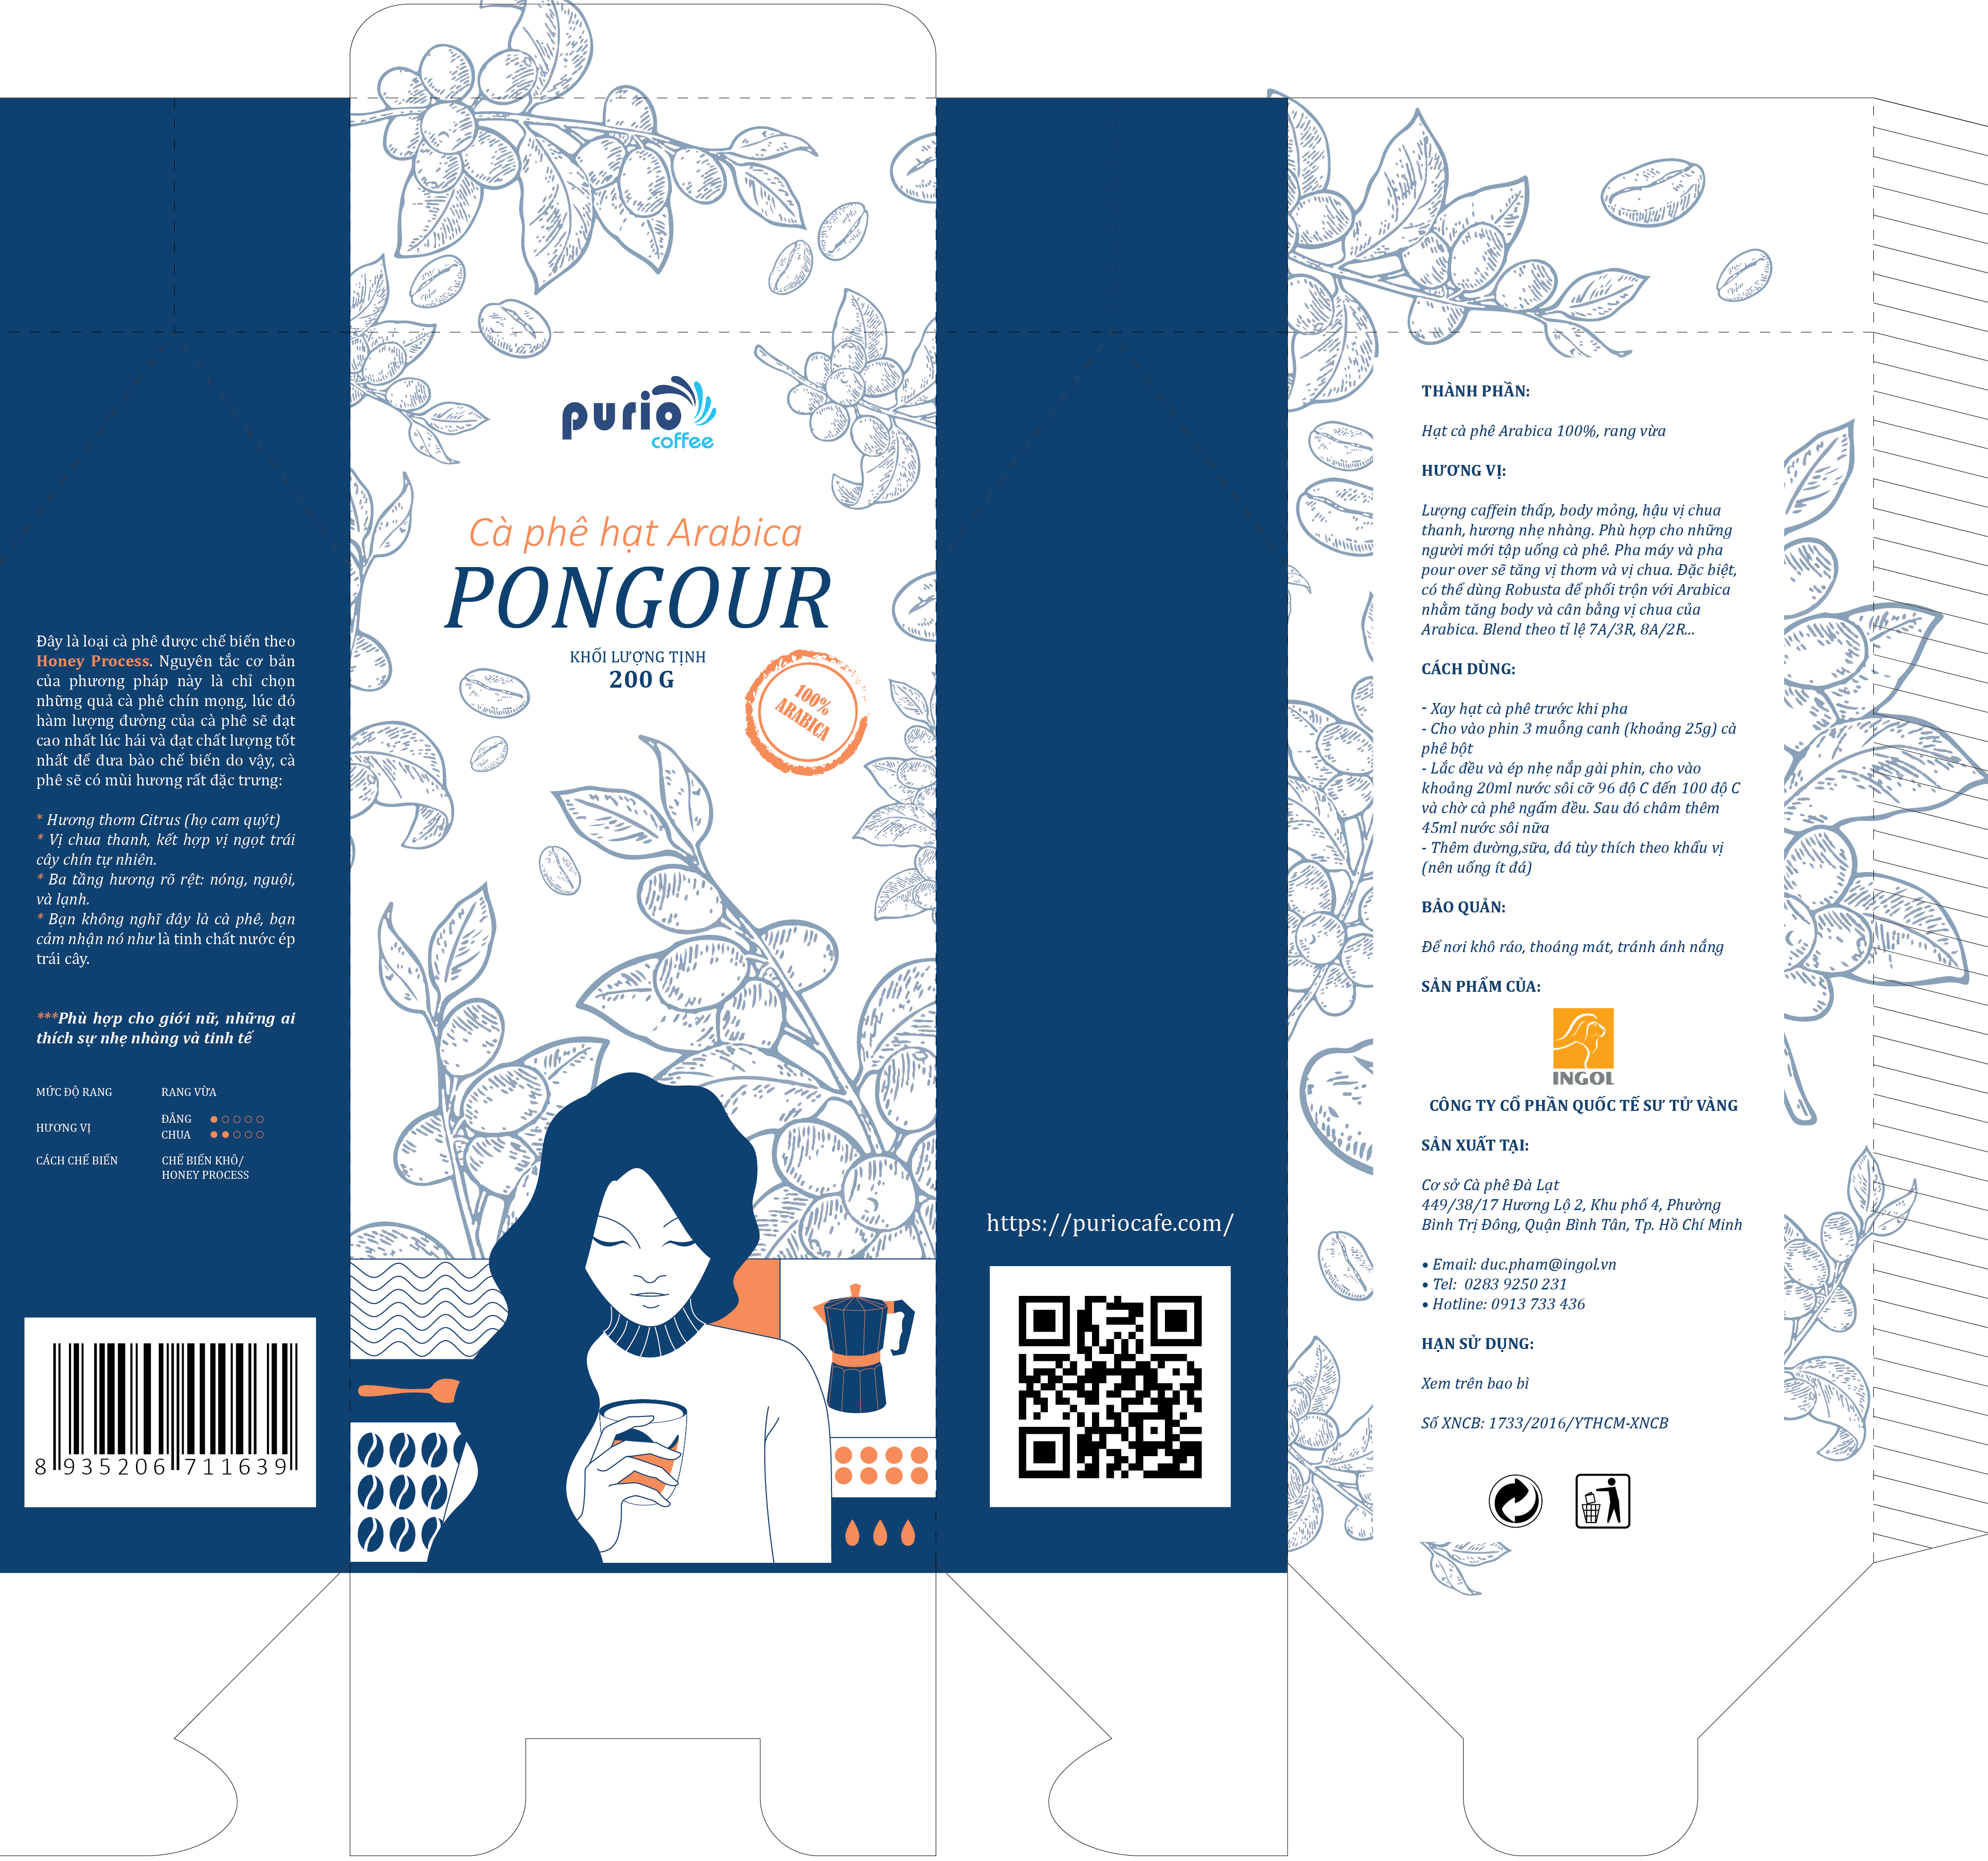 Đây là loại cà phê được chế biến theo
Honey Process. Nguyên tắc cơ bản
của phương pháp này là chỉ chọn
những quả cà phê chín mọng, lúc đó
hàm lượng đường của cà phê sẽ đạt
cao nhất lúc hái và đạt chất lượng tốt
nhất để đưa bào chế biến do vậy, cà
phê sẽ có mùi hương rất đặc trưng:
* Hương thơm Citrus (họ cam quýt)
* Vị chua thanh, kết hợp vị ngọt trái
cây chín tự nhiên.
* Ba tầng hương rõ rệt: nóng, nguội,
và lạnh.
* Bạn không nghĩ đây là cà phê, bạn
cảm nhận nó như là tinh chất nước ép
trái cây.
***Phù hợp cho giới nữ, những ai
thích sự nhẹ nhàng và tinh tế
MỨC ĐỘ RANG RANG VỪA
HƯƠNG VỊ
ĐẮNG
CHUA
CÁCH CHẾ BIẾN CHẾ BIẾN KHÔ/
HONEY PROCESS
8 935206 711639
purio
coffee
Cà phê hạt Arabica
PONGOUR
KHỐI LƯỢNG TỊNH
200 G
100%
ARABICA
https://puriocafe.com/
THÀNH PHẦN:
Hạt cà phê Arabica 100%, rang vừa
HƯƠNG VỊ:
Lượng caffein thấp, body mỏng, hậu vị chua
thanh, hương nhẹ nhàng. Phù hợp cho những
người mới tập uống cà phê. Pha máy và pha
pour over sẽ tăng vị thơm và vị chua. Đặc biệt,
có thể dùng Robusta để phối trộn với Arabica
nhằm tăng body và cân bằng vị chua của
Arabica. Blend theo tỉ lệ 7A/3R, 8A/2R...
CÁCH DÙNG:
- Xay hạt cà phê trước khi pha
- Cho vào phin 3 muỗng canh (khoảng 25g) cà
phê bột
- Lắc đều và ép nhẹ nắp gài phin, cho vào
khoảng 20ml nước sôi cỡ 96 độ C đến 100 độ C
và chờ cà phê ngấm đều. Sau đó châm thêm
45ml nước sôi nữa
- Thêm đường,sữa, đá tùy thích theo khẩu vị
(nên uống ít đá)
BẢO QUẢN:
Để nơi khô ráo, thoáng mát, tránh ánh nắng
SẢN PHẨM CỦA:
INGOL
CÔNG TY CỔ PHẦN QUỐC TẾ SƯ TỬ VÀNG
SẢN XUẤT TẠI:
Cơ sở Cà phê Đà Lạt
449/38/17 Hương Lộ 2, Khu phố 4, Phường
Bình Trị Đông, Quận Bình Tân, Tp. Hồ Chí Minh
• Email: duc.pham@ingol.vn
• Tel: 0283 9250 231
• Hotline: 0913 733 436
HẠN SỬ DỤNG:
Xem trên bao bì
Số XNCB: 1733/2016/YTHCM-XNCB